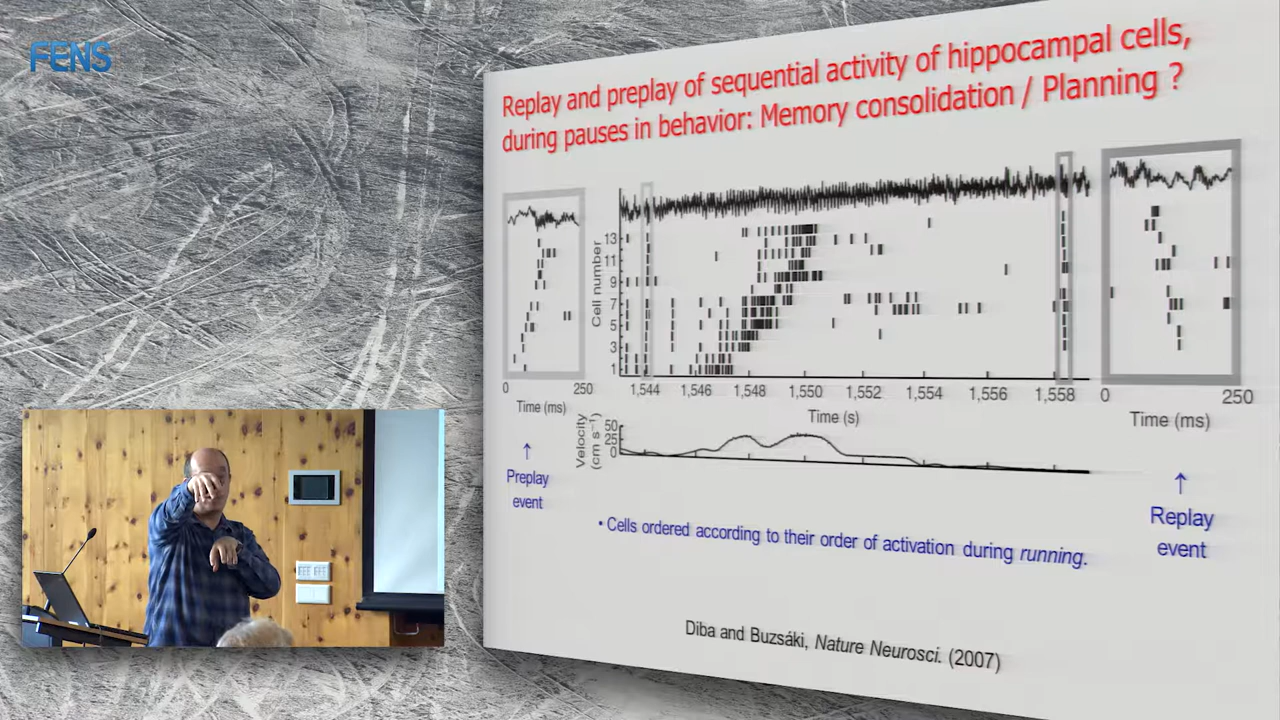 FENS
Replay and preplay of sequential activity of hippocampal cells,
during pauses in behavior: Memory consolidation / Planning ?
Cell number
13
11
9
7
5
3
1
1,544 1,546 1,548 1,550 1,552 1,554 1,556 1,558
Time (s)
0 250
Time (ms)
0 250
Time (ms)
Velocity
(cm s⁻¹)
50
25
0
↑
Preplay
event
↑
Replay
event
• Cells ordered according to their order of activation during running.
Diba and Buzsáki, Nature Neurosci. (2007)